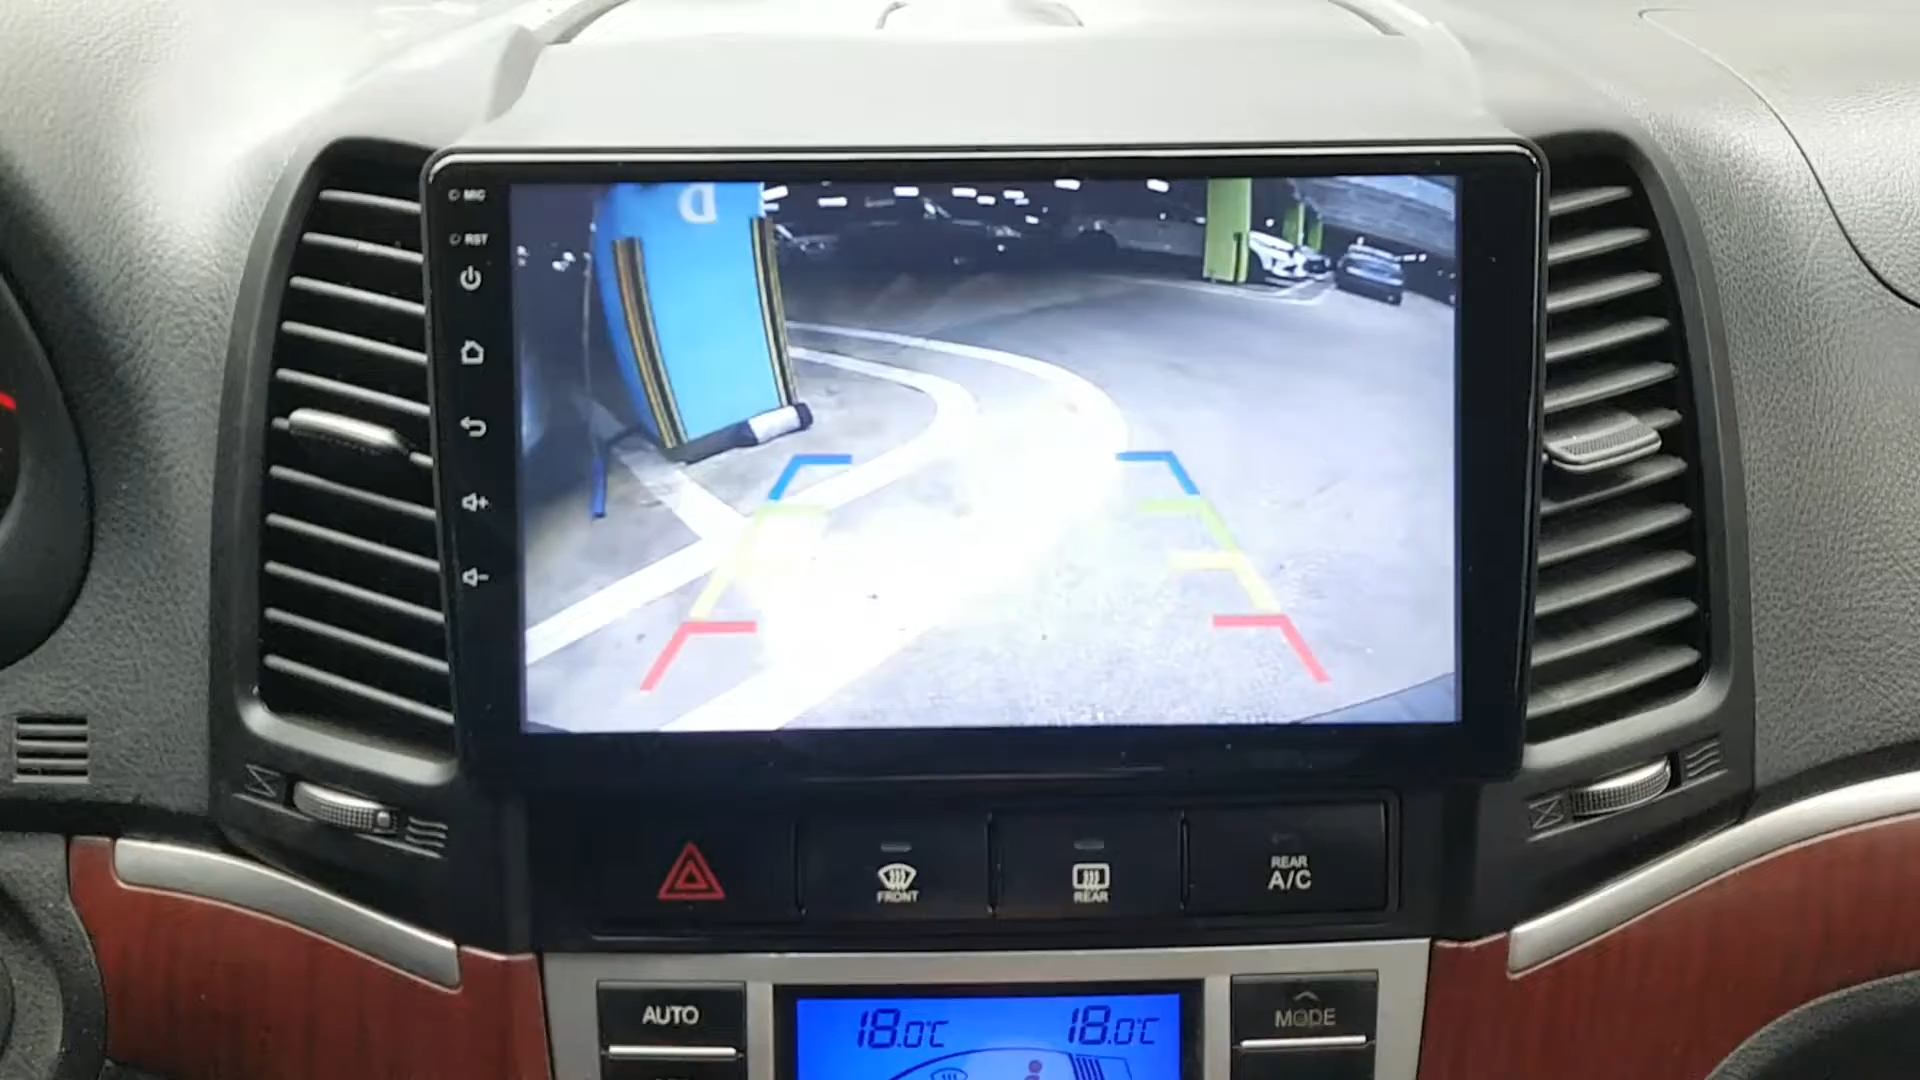 MIC
RST
D
FRONT
REAR
REAR
A/C
AUTO
MODE
18.0°C
18.0°C